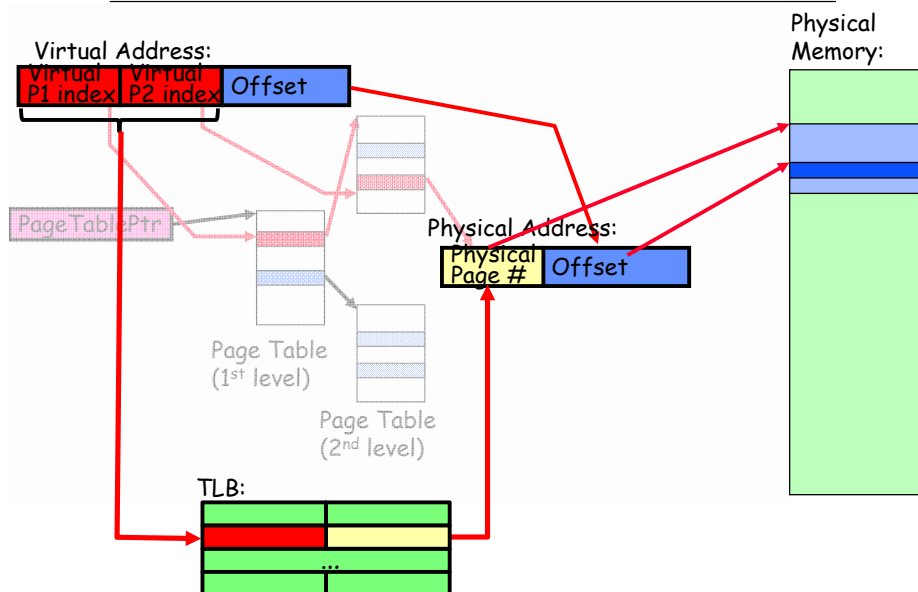 Physical
Memory:
Virtual Address:
Virtual
P1 index
Virtual
P2 index
Offset
PageTablePtr
Physical Address:
Physical
Page #
Offset
Page Table
(1st level)
Page Table
(2nd level)
TLB:
...